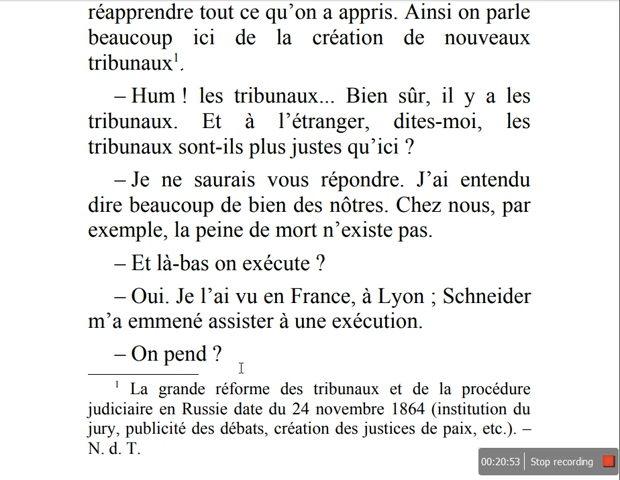 réapprendre tout ce qu’on a appris. Ainsi on parle
beaucoup ici de la création de nouveaux
tribunaux¹.
– Hum ! les tribunaux... Bien sûr, il y a les
tribunaux. Et à l’étranger, dites-moi, les
tribunaux sont-ils plus justes qu’ici ?
– Je ne saurais vous répondre. J’ai entendu
dire beaucoup de bien des nôtres. Chez nous, par
exemple, la peine de mort n’existe pas.
– Et là-bas on exécute ?
– Oui. Je l’ai vu en France, à Lyon ; Schneider
m’a emmené assister à une exécution.
– On pend ?
¹ La grande réforme des tribunaux et de la procédure
judiciaire en Russie date du 24 novembre 1864 (institution du
jury, publicité des débats, création des justices de paix, etc.). –
N. d. T.
00:20:53 Stop recording